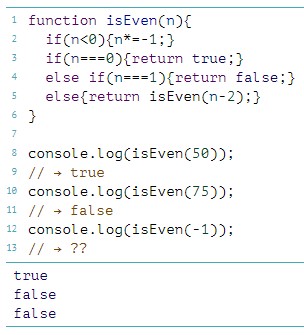 1 function isEven(n){
2   if(n<0){n*=-1;}
3   if(n===0){return true;}
4   else if(n===1){return false;}
5   else{return isEven(n-2);}
6 }
7
8 console.log(isEven(50));
9 // → true
10 console.log(isEven(75));
11 // → false
12 console.log(isEven(-1));
13 // → ??
true
false
false